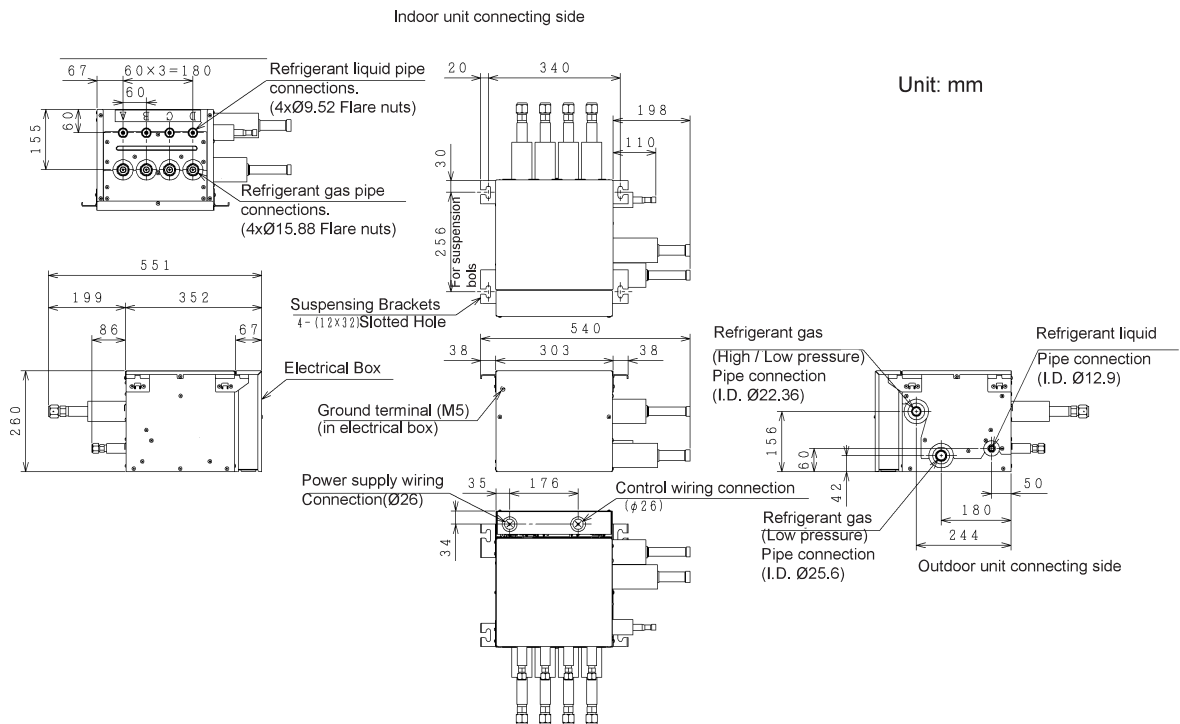 Indoor unit connecting side
Unit: mm
67
60×3=180
60
60
155
A B C D
Refrigerant liquid pipe
connections.
(4xØ9.52 Flare nuts)
Refrigerant gas pipe
connections.
(4xØ15.88 Flare nuts)
20
340
198
110
30
256
For suspension
bols
Suspensing Brackets
4-(12×32)Slotted Hole
551
199
352
86
67
260
Electrical Box
540
38
303
38
Ground terminal (M5)
(in electrical box)
Power supply wiring
Connection(Ø26)
35
176
34
Control wiring connection
(φ26)
Refrigerant gas
(High / Low pressure)
Pipe connection
(I.D. Ø22.36)
Refrigerant liquid
Pipe connection
(I.D. Ø12.9)
156
60
42
50
180
244
Refrigerant gas
(Low pressure)
Pipe connection
(I.D. Ø25.6)
Outdoor unit connecting side